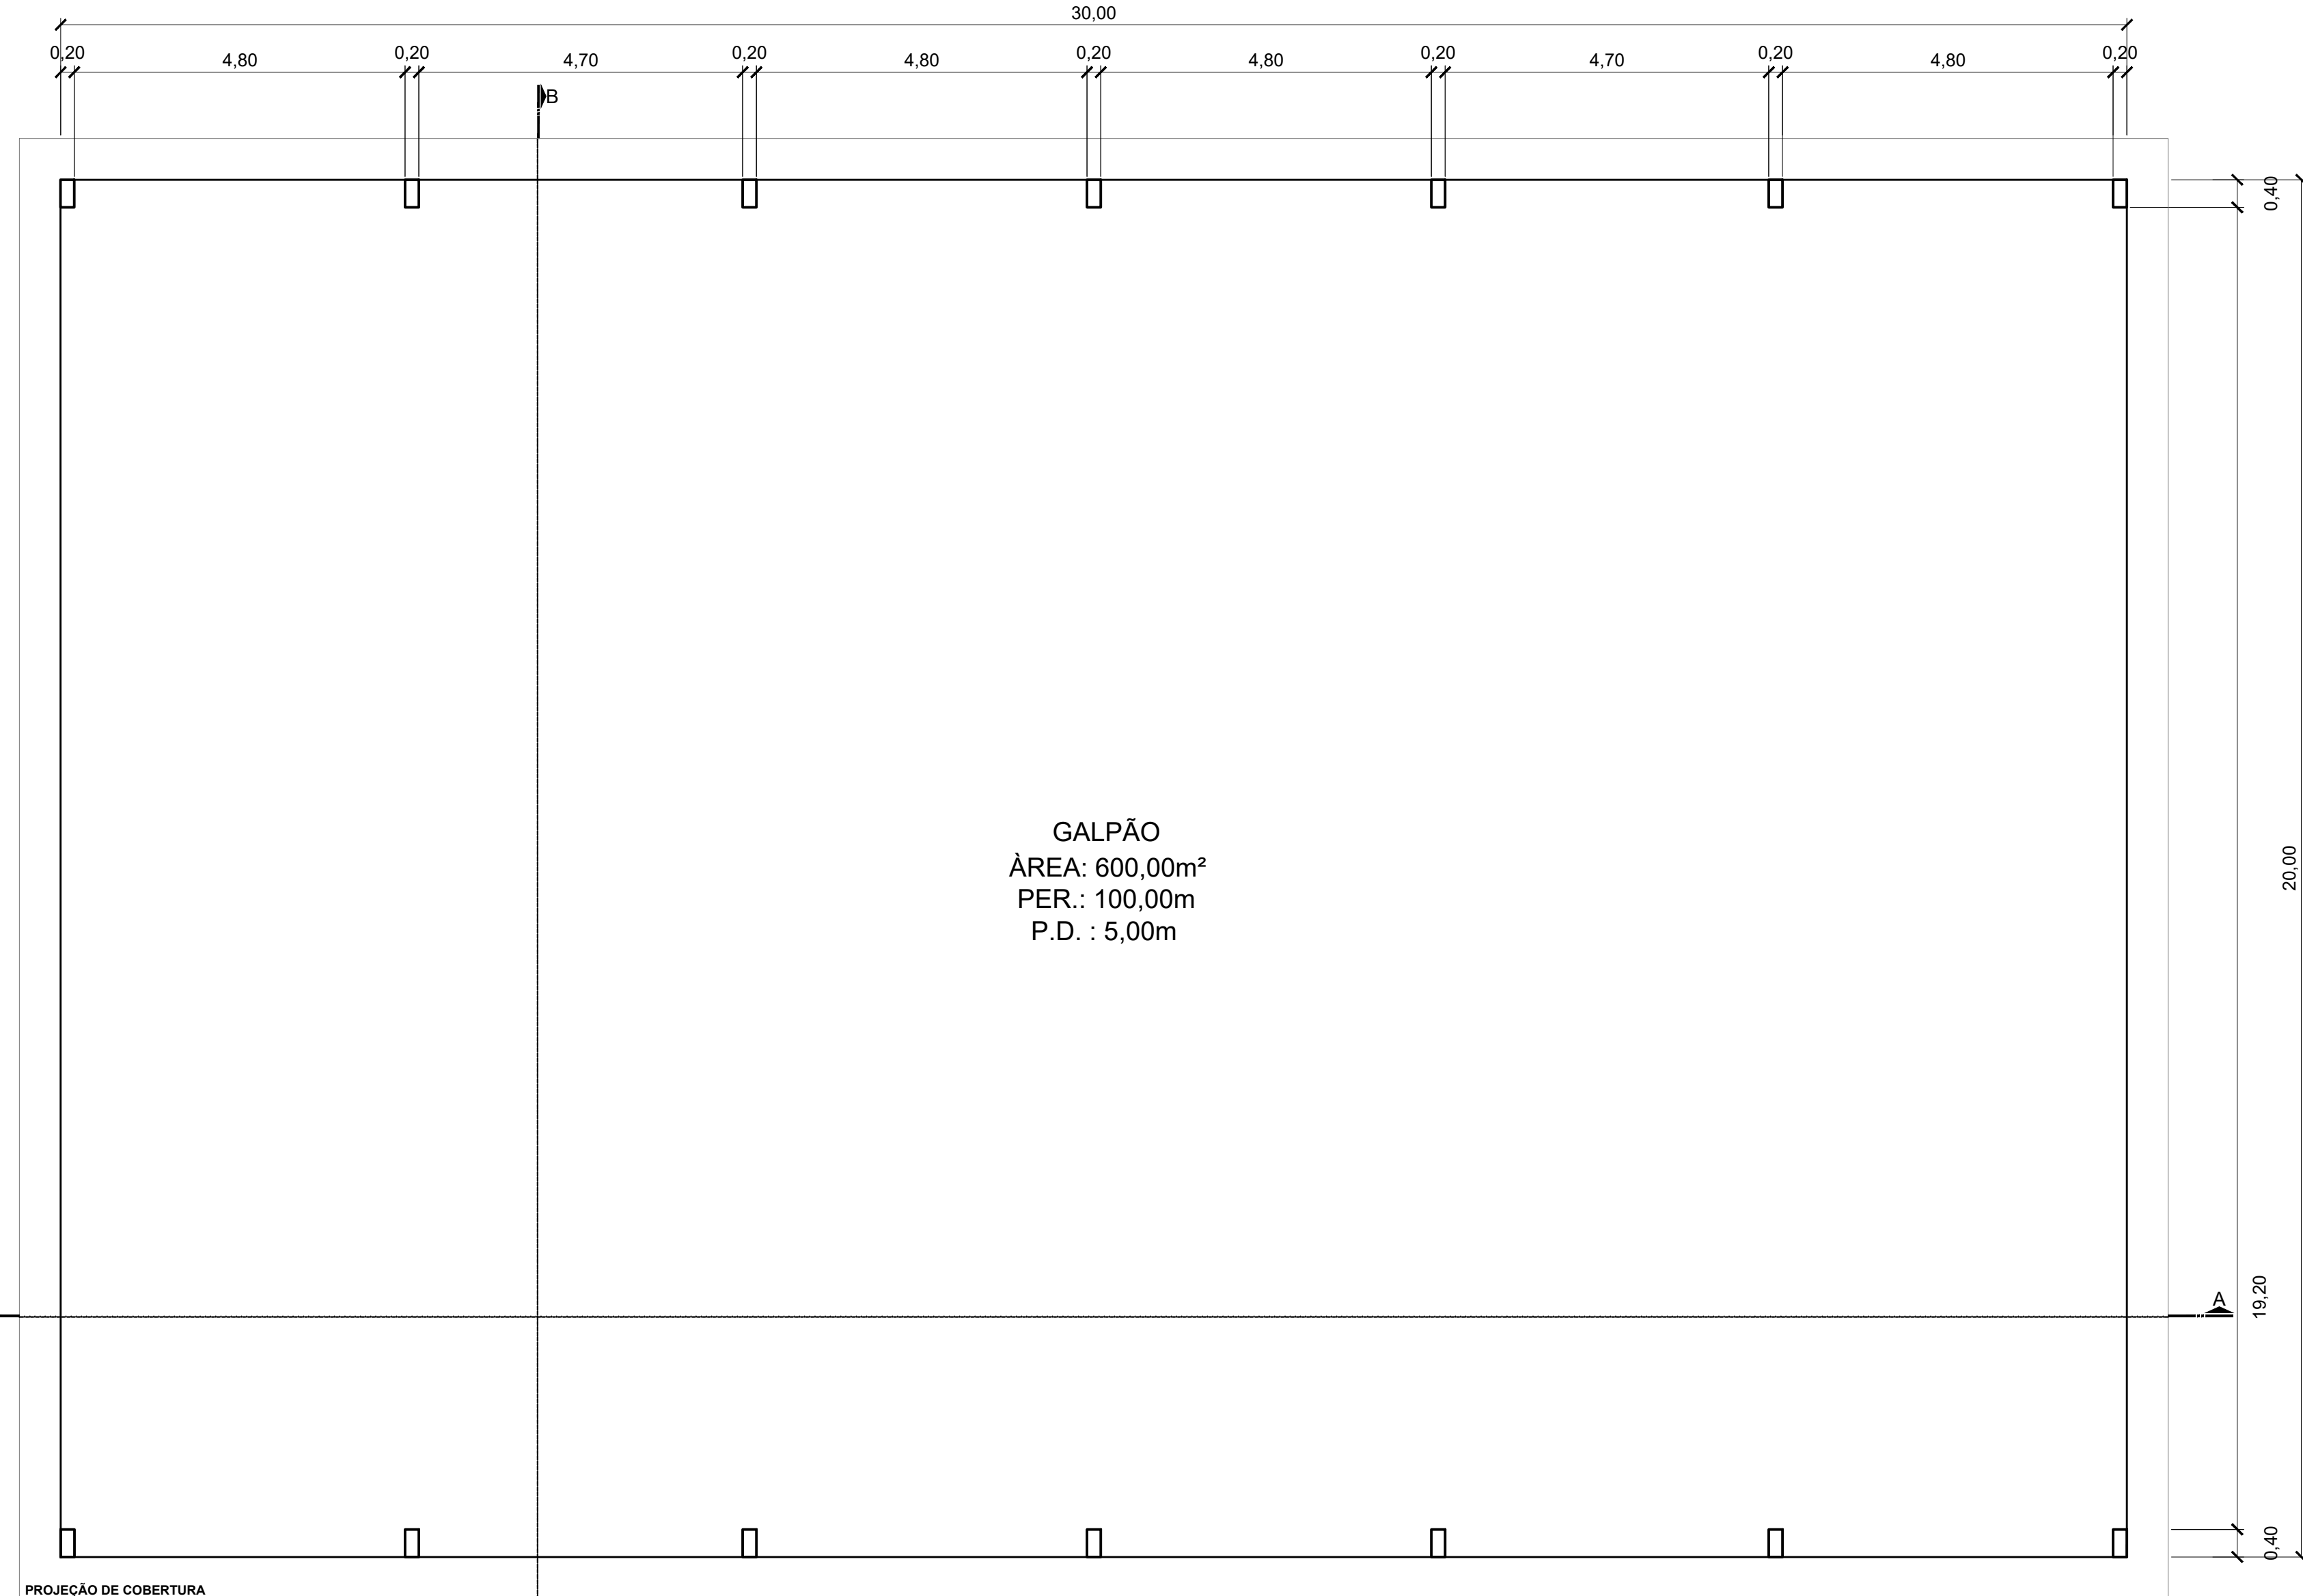 30,00
0,20 4,80 0,20 4,70 0,20 4,80 0,20 4,80 0,20 4,70 0,20 4,80 0,20
B
0,40
GALPÃO
ÀREA: 600,00m²
PER.: 100,00m
P.D. : 5,00m
20,00
A
19,20
0,40
PROJEÇÃO DE COBERTURA